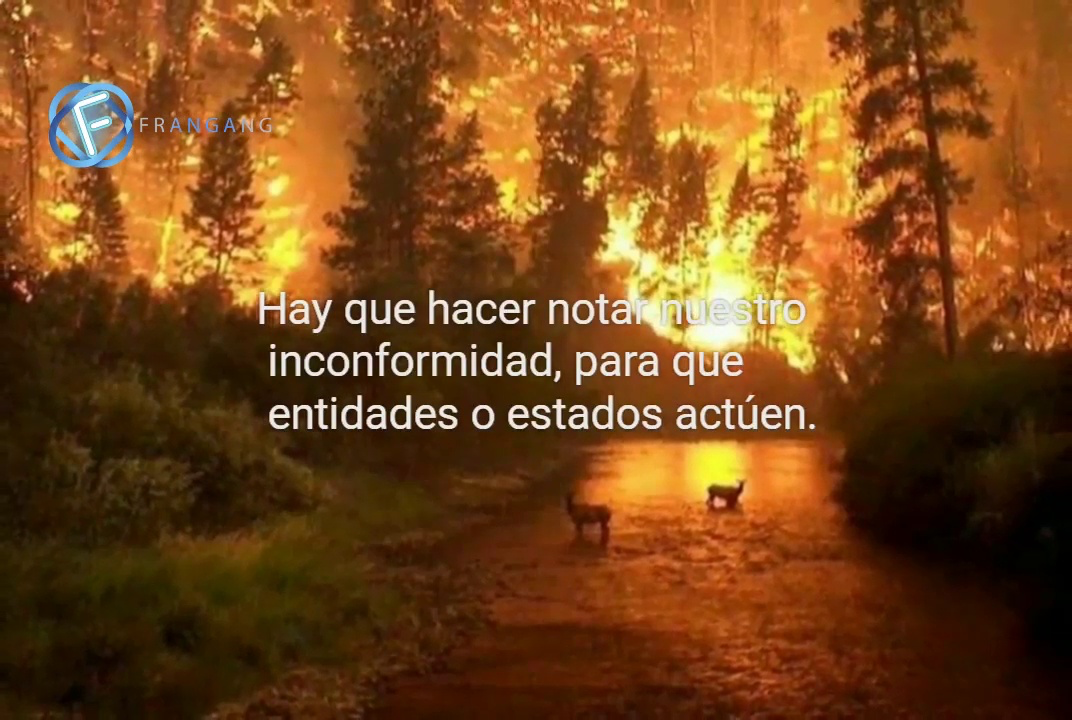 FRANGANG
Hay que hacer notar nuestro
inconformidad, para que
entidades o estados actúen.